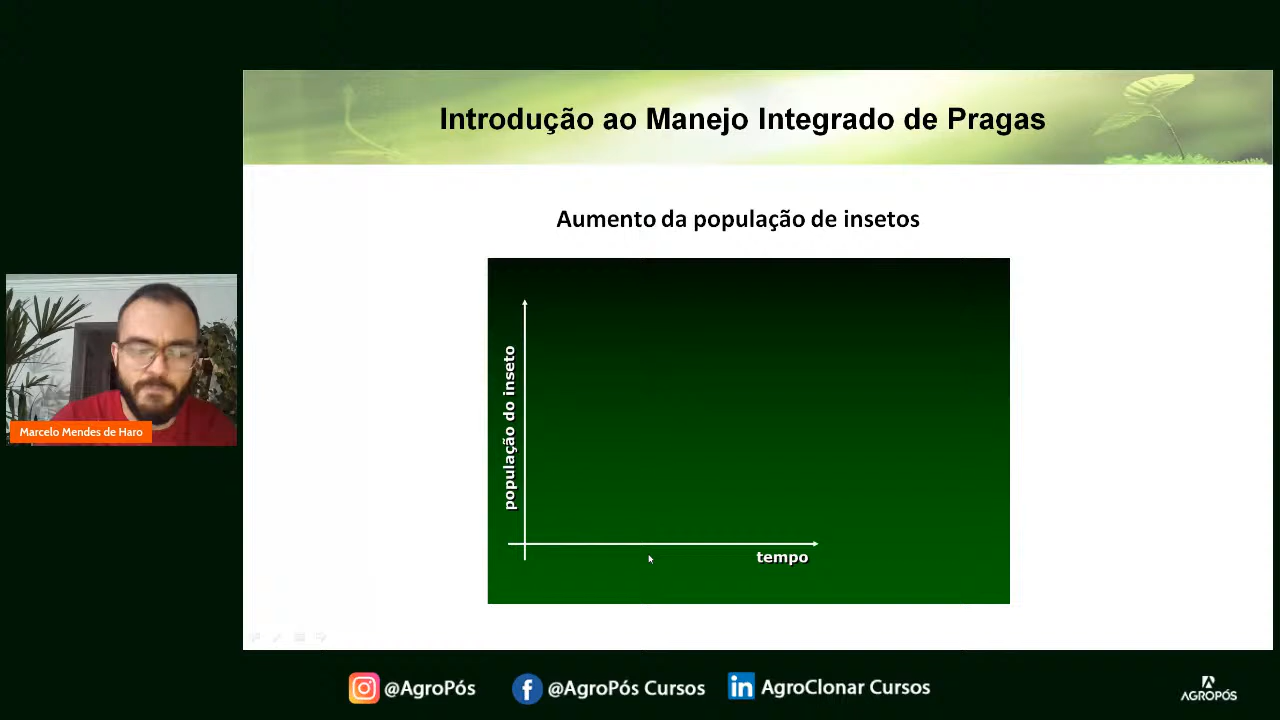 Introdução ao Manejo Integrado de Pragas
Aumento da população de insetos
população do inseto
tempo
Marcelo Mendes de Haro
@AgroPós
@AgroPós Cursos
AgroClonar Cursos
AGROPÓS